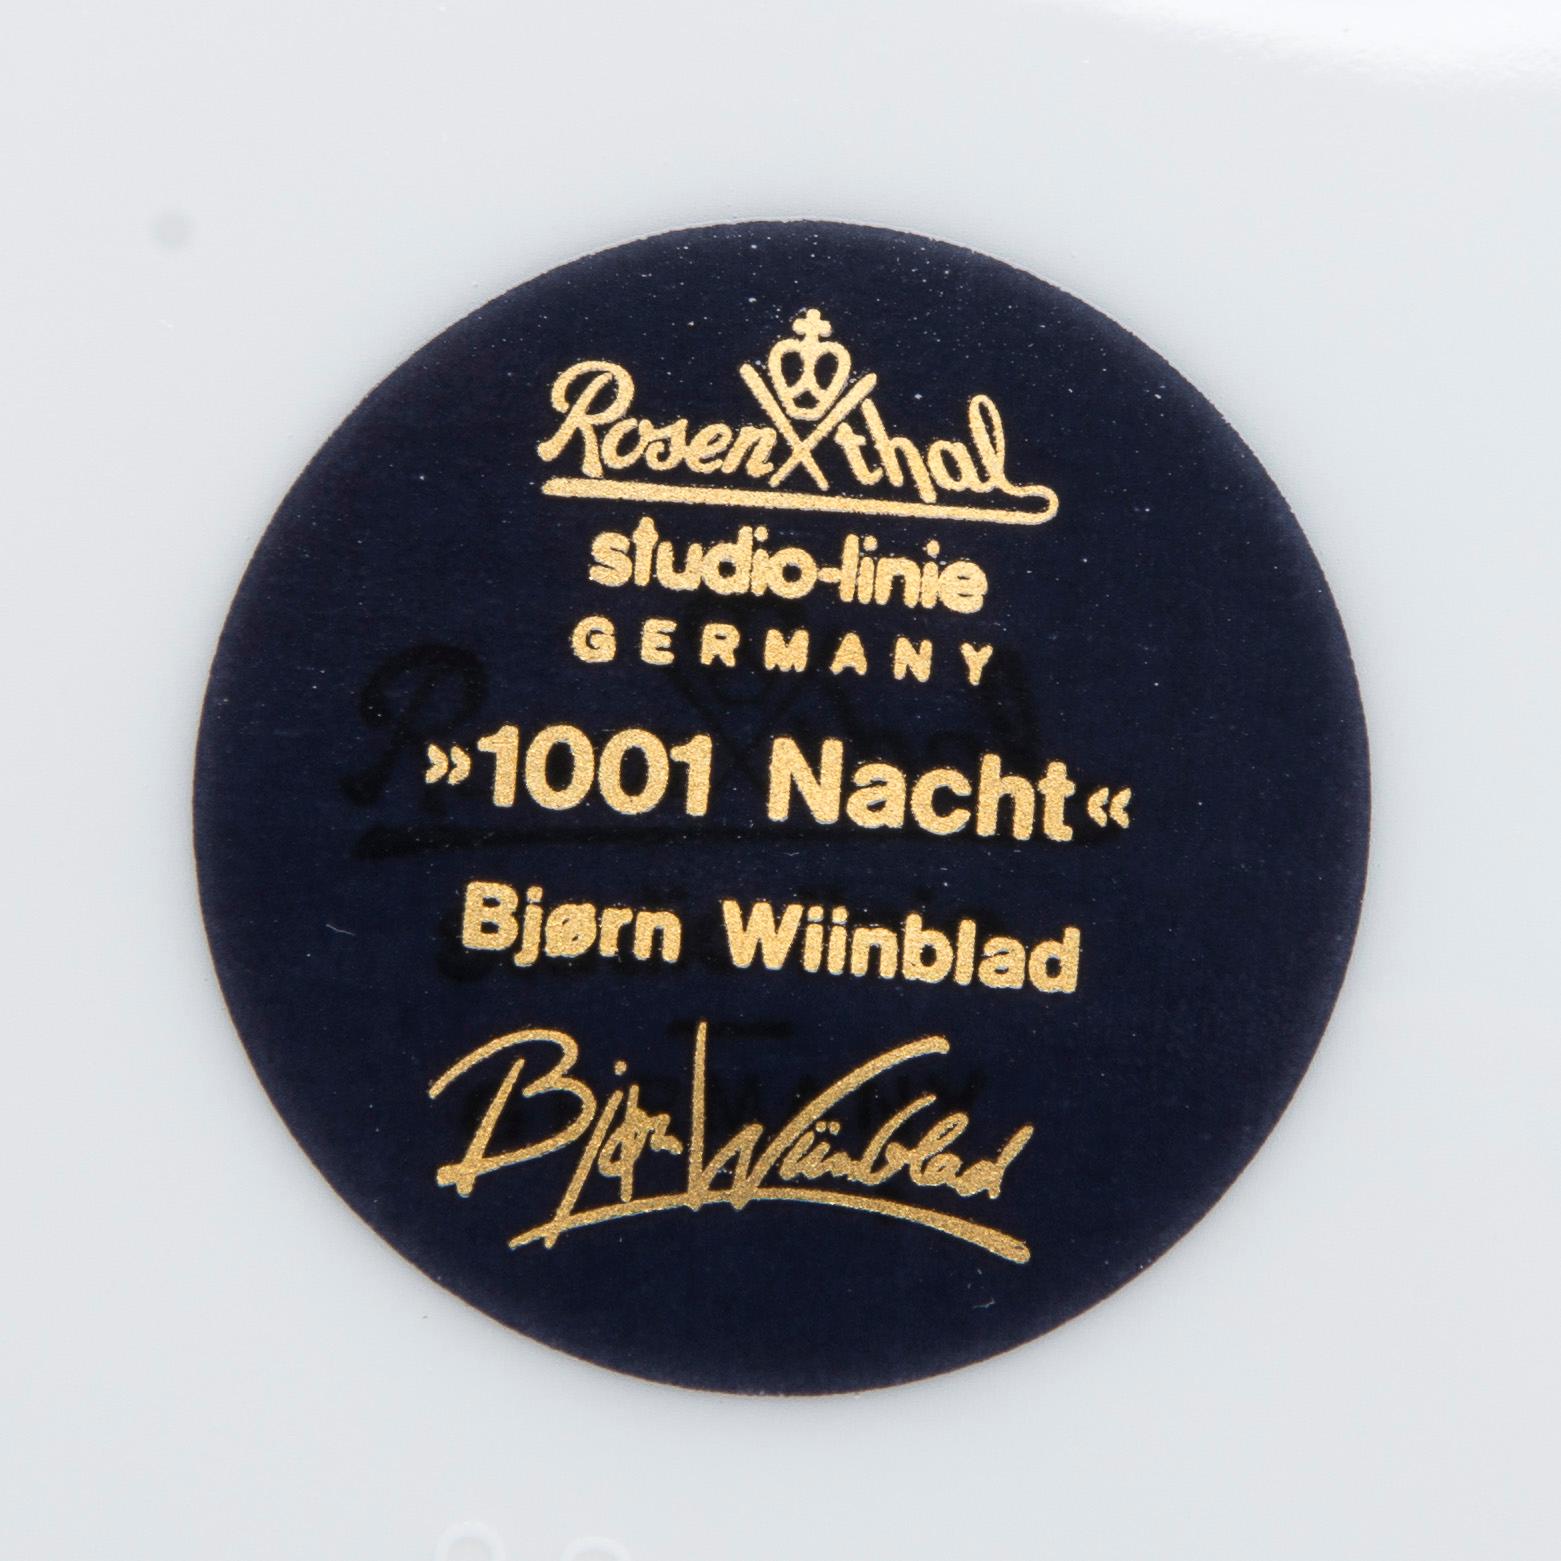 Rosenthal
studio-linie
GERMANY
»1001 Nacht«
Bjørn Wiinblad
Bjørn Wiinblad